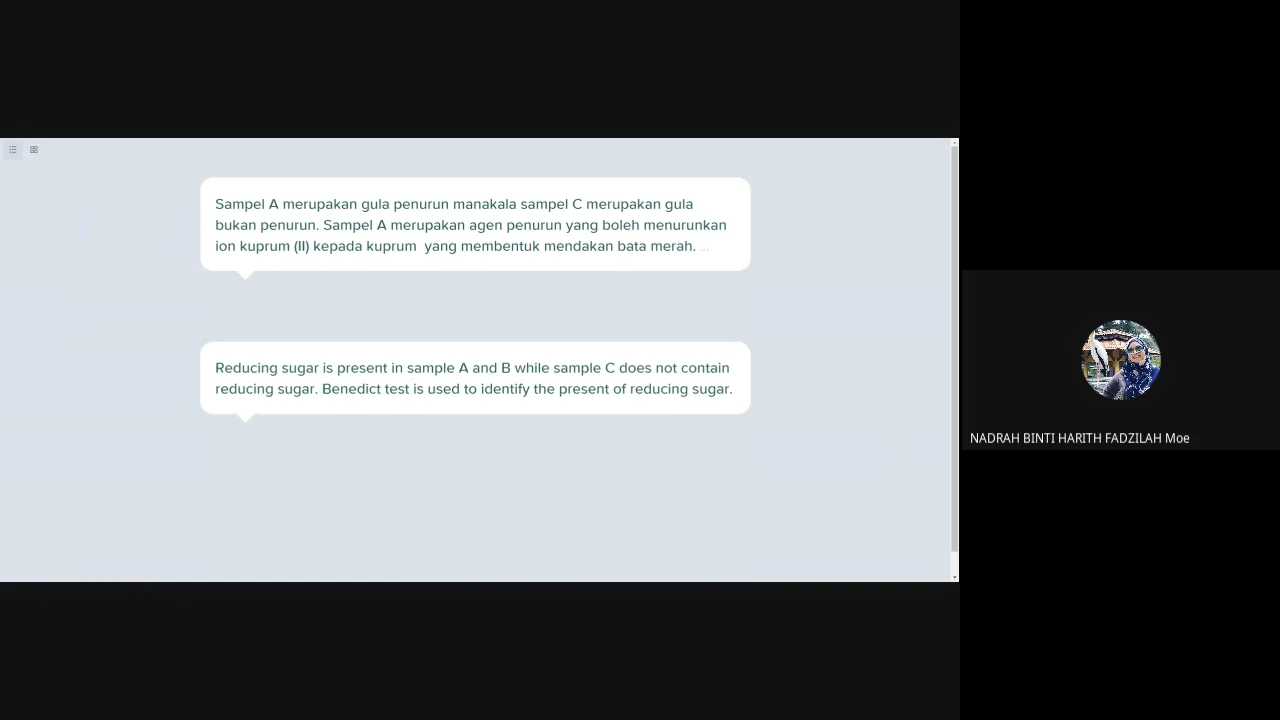 Sampel A merupakan gula penurun manakala sampel C merupakan gula
bukan penurun. Sampel A merupakan agen penurun yang boleh menurunkan
ion kuprum (II) kepada kuprum yang membentuk mendakan bata merah. ...
Reducing sugar is present in sample A and B while sample C does not contain
reducing sugar. Benedict test is used to identify the present of reducing sugar.
NADRAH BINTI HARITH FADZILAH Moe